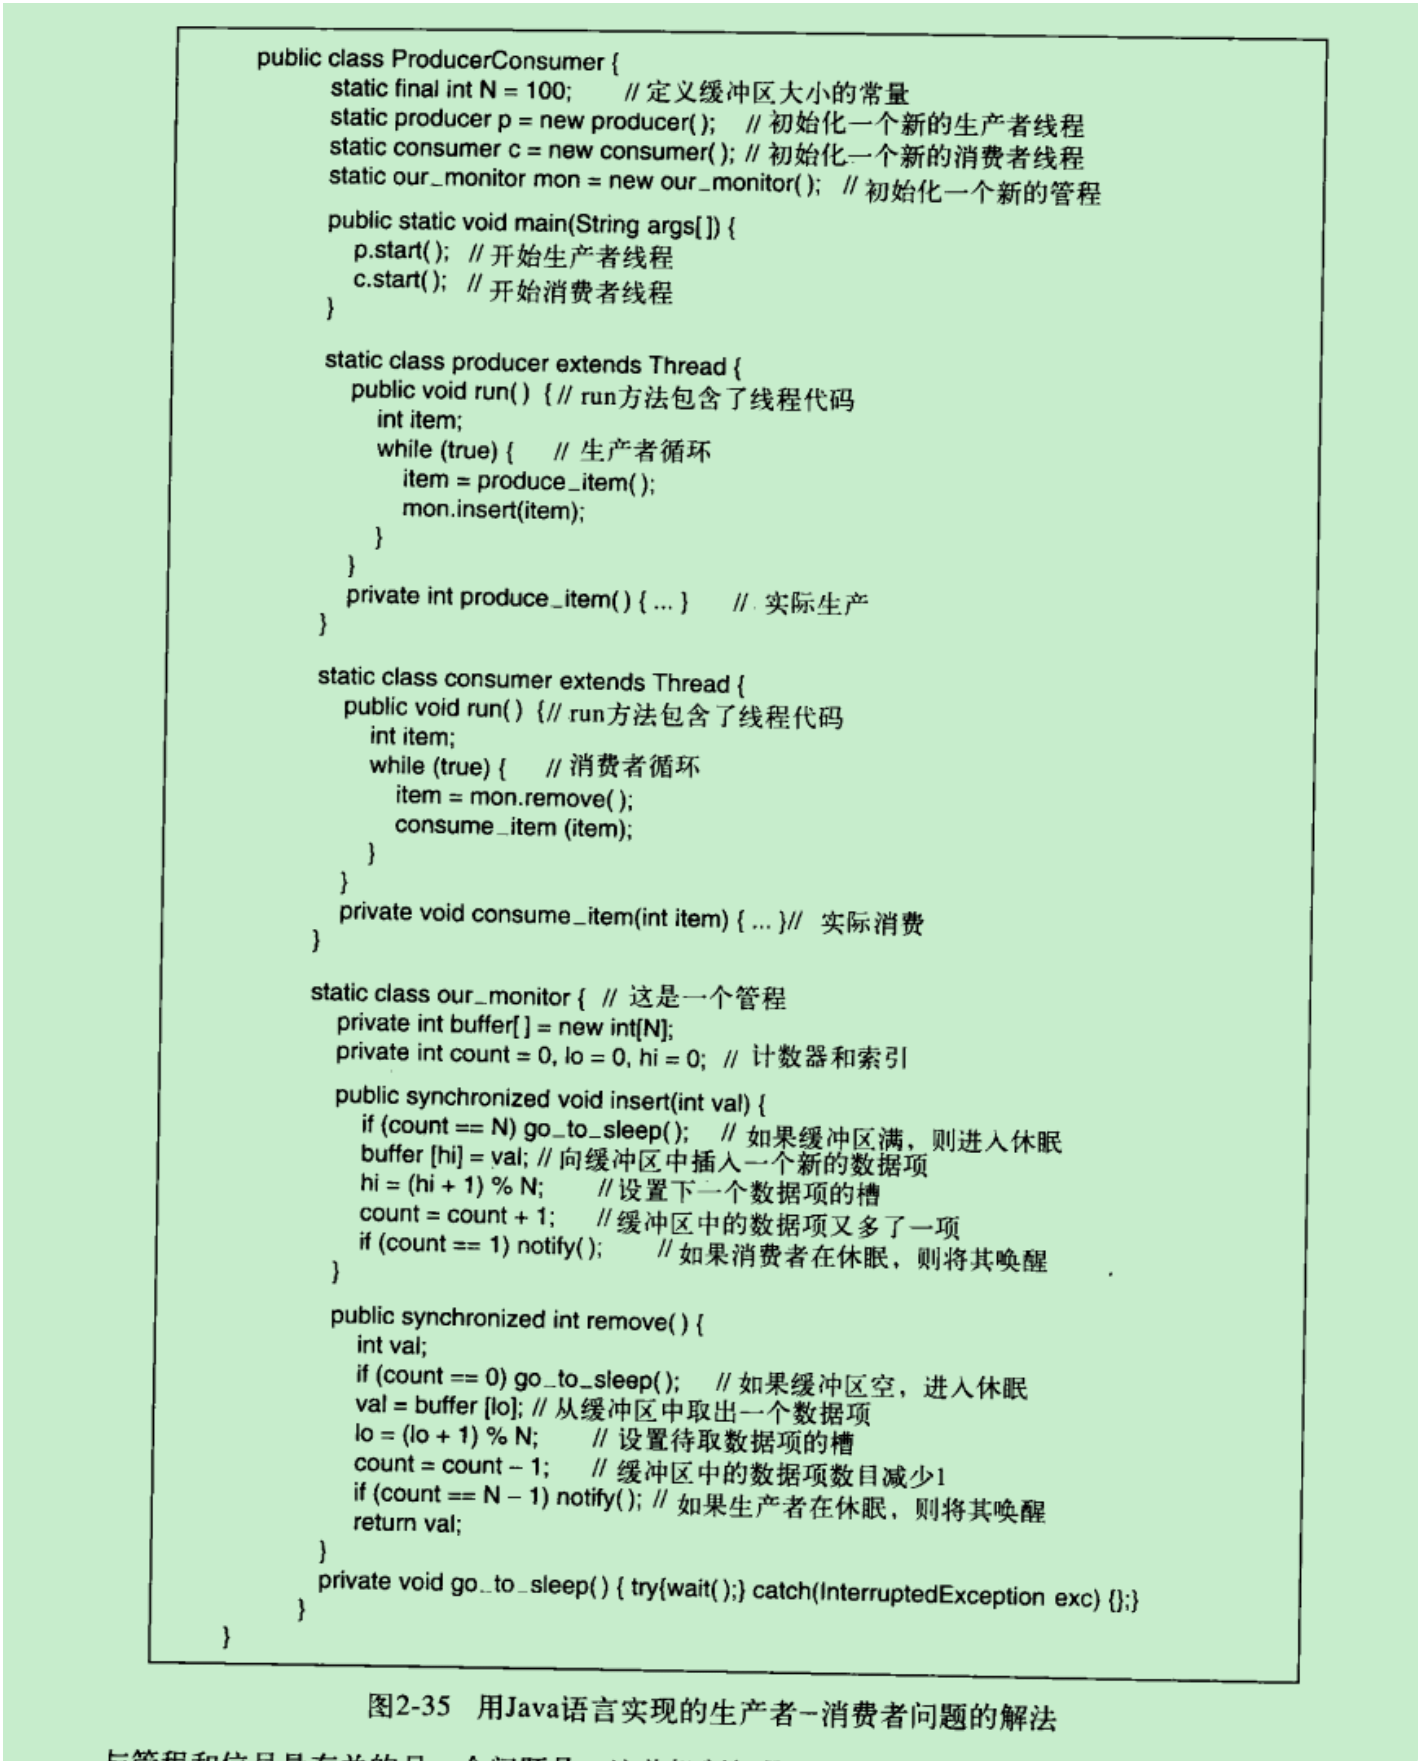 public class ProducerConsumer {
static final int N = 100; // 定义缓冲区大小的常量
static producer p = new producer( ); // 初始化一个新的生产者线程
static consumer c = new consumer( ); // 初始化一个新的消费者线程
static our_monitor mon = new our_monitor( ); // 初始化一个新的管程
public static void main(String args[ ]) {
p.start( ); // 开始生产者线程
c.start( ); // 开始消费者线程
}
static class producer extends Thread {
public void run( ) { // run方法包含了线程代码
int item;
while (true) { // 生产者循环
item = produce_item( );
mon.insert(item);
}
}
private int produce_item( ) { ... } // 实际生产
}
static class consumer extends Thread {
public void run( ) { // run方法包含了线程代码
int item;
while (true) { // 消费者循环
item = mon.remove( );
consume_item (item);
}
}
private void consume_item(int item) { ... }// 实际消费
}
static class our_monitor { // 这是一个管程
private int buffer[ ] = new int[N];
private int count = 0, lo = 0, hi = 0; // 计数器和索引
public synchronized void insert(int val) {
if (count == N) go_to_sleep( ); // 如果缓冲区满，则进入休眠
buffer [hi] = val; // 向缓冲区中插入一个新的数据项
hi = (hi + 1) % N; // 设置下一个数据项的槽
count = count + 1; // 缓冲区中的数据项又多了一项
if (count == 1) notify( ); // 如果消费者在休眠，则将其唤醒
}
public synchronized int remove( ) {
int val;
if (count == 0) go_to_sleep( ); // 如果缓冲区空，进入休眠
val = buffer [lo]; // 从缓冲区中取出一个数据项
lo = (lo + 1) % N; // 设置待取数据项的槽
count = count – 1; // 缓冲区中的数据项数目减少1
if (count == N – 1) notify( ); // 如果生产者在休眠，则将其唤醒
return val;
}
private void go_to_sleep( ) { try{wait( );} catch(InterruptedException exc) {};}
}
}
图2-35 用Java语言实现的生产者-消费者问题的解法